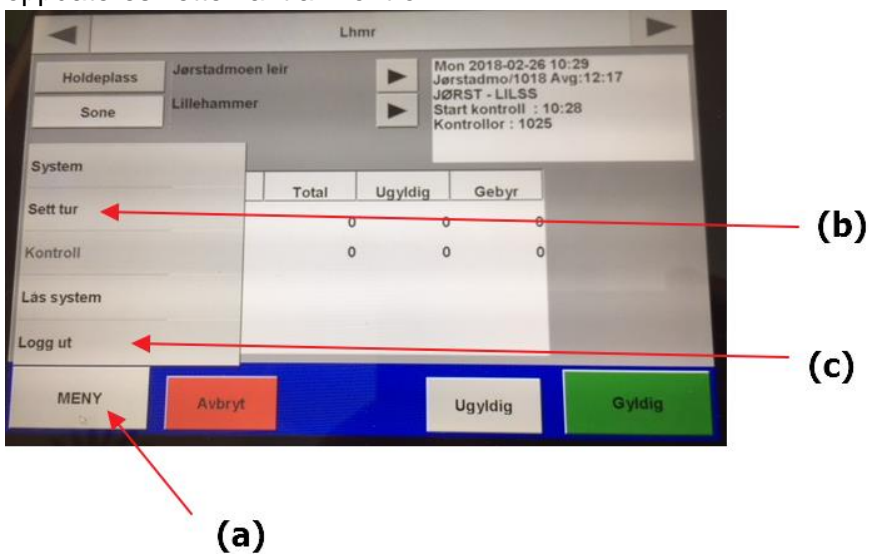 Lhmr
Holdeplass
Jørstadmoen leir
Sone
Lillehammer
Mon 2018-02-26 10:29
Jørstadmo/1018 Avg:12:17
JØRST - LILSS
Start kontroll : 10:28
Kontrollor : 1025
System
Sett tur
Kontroll
Lås system
Logg ut
Total Ugyldig Gebyr
0 0 0
0 0 0
MENY
Avbryt
Ugyldig
Gyldig
(b)
(c)
(a)